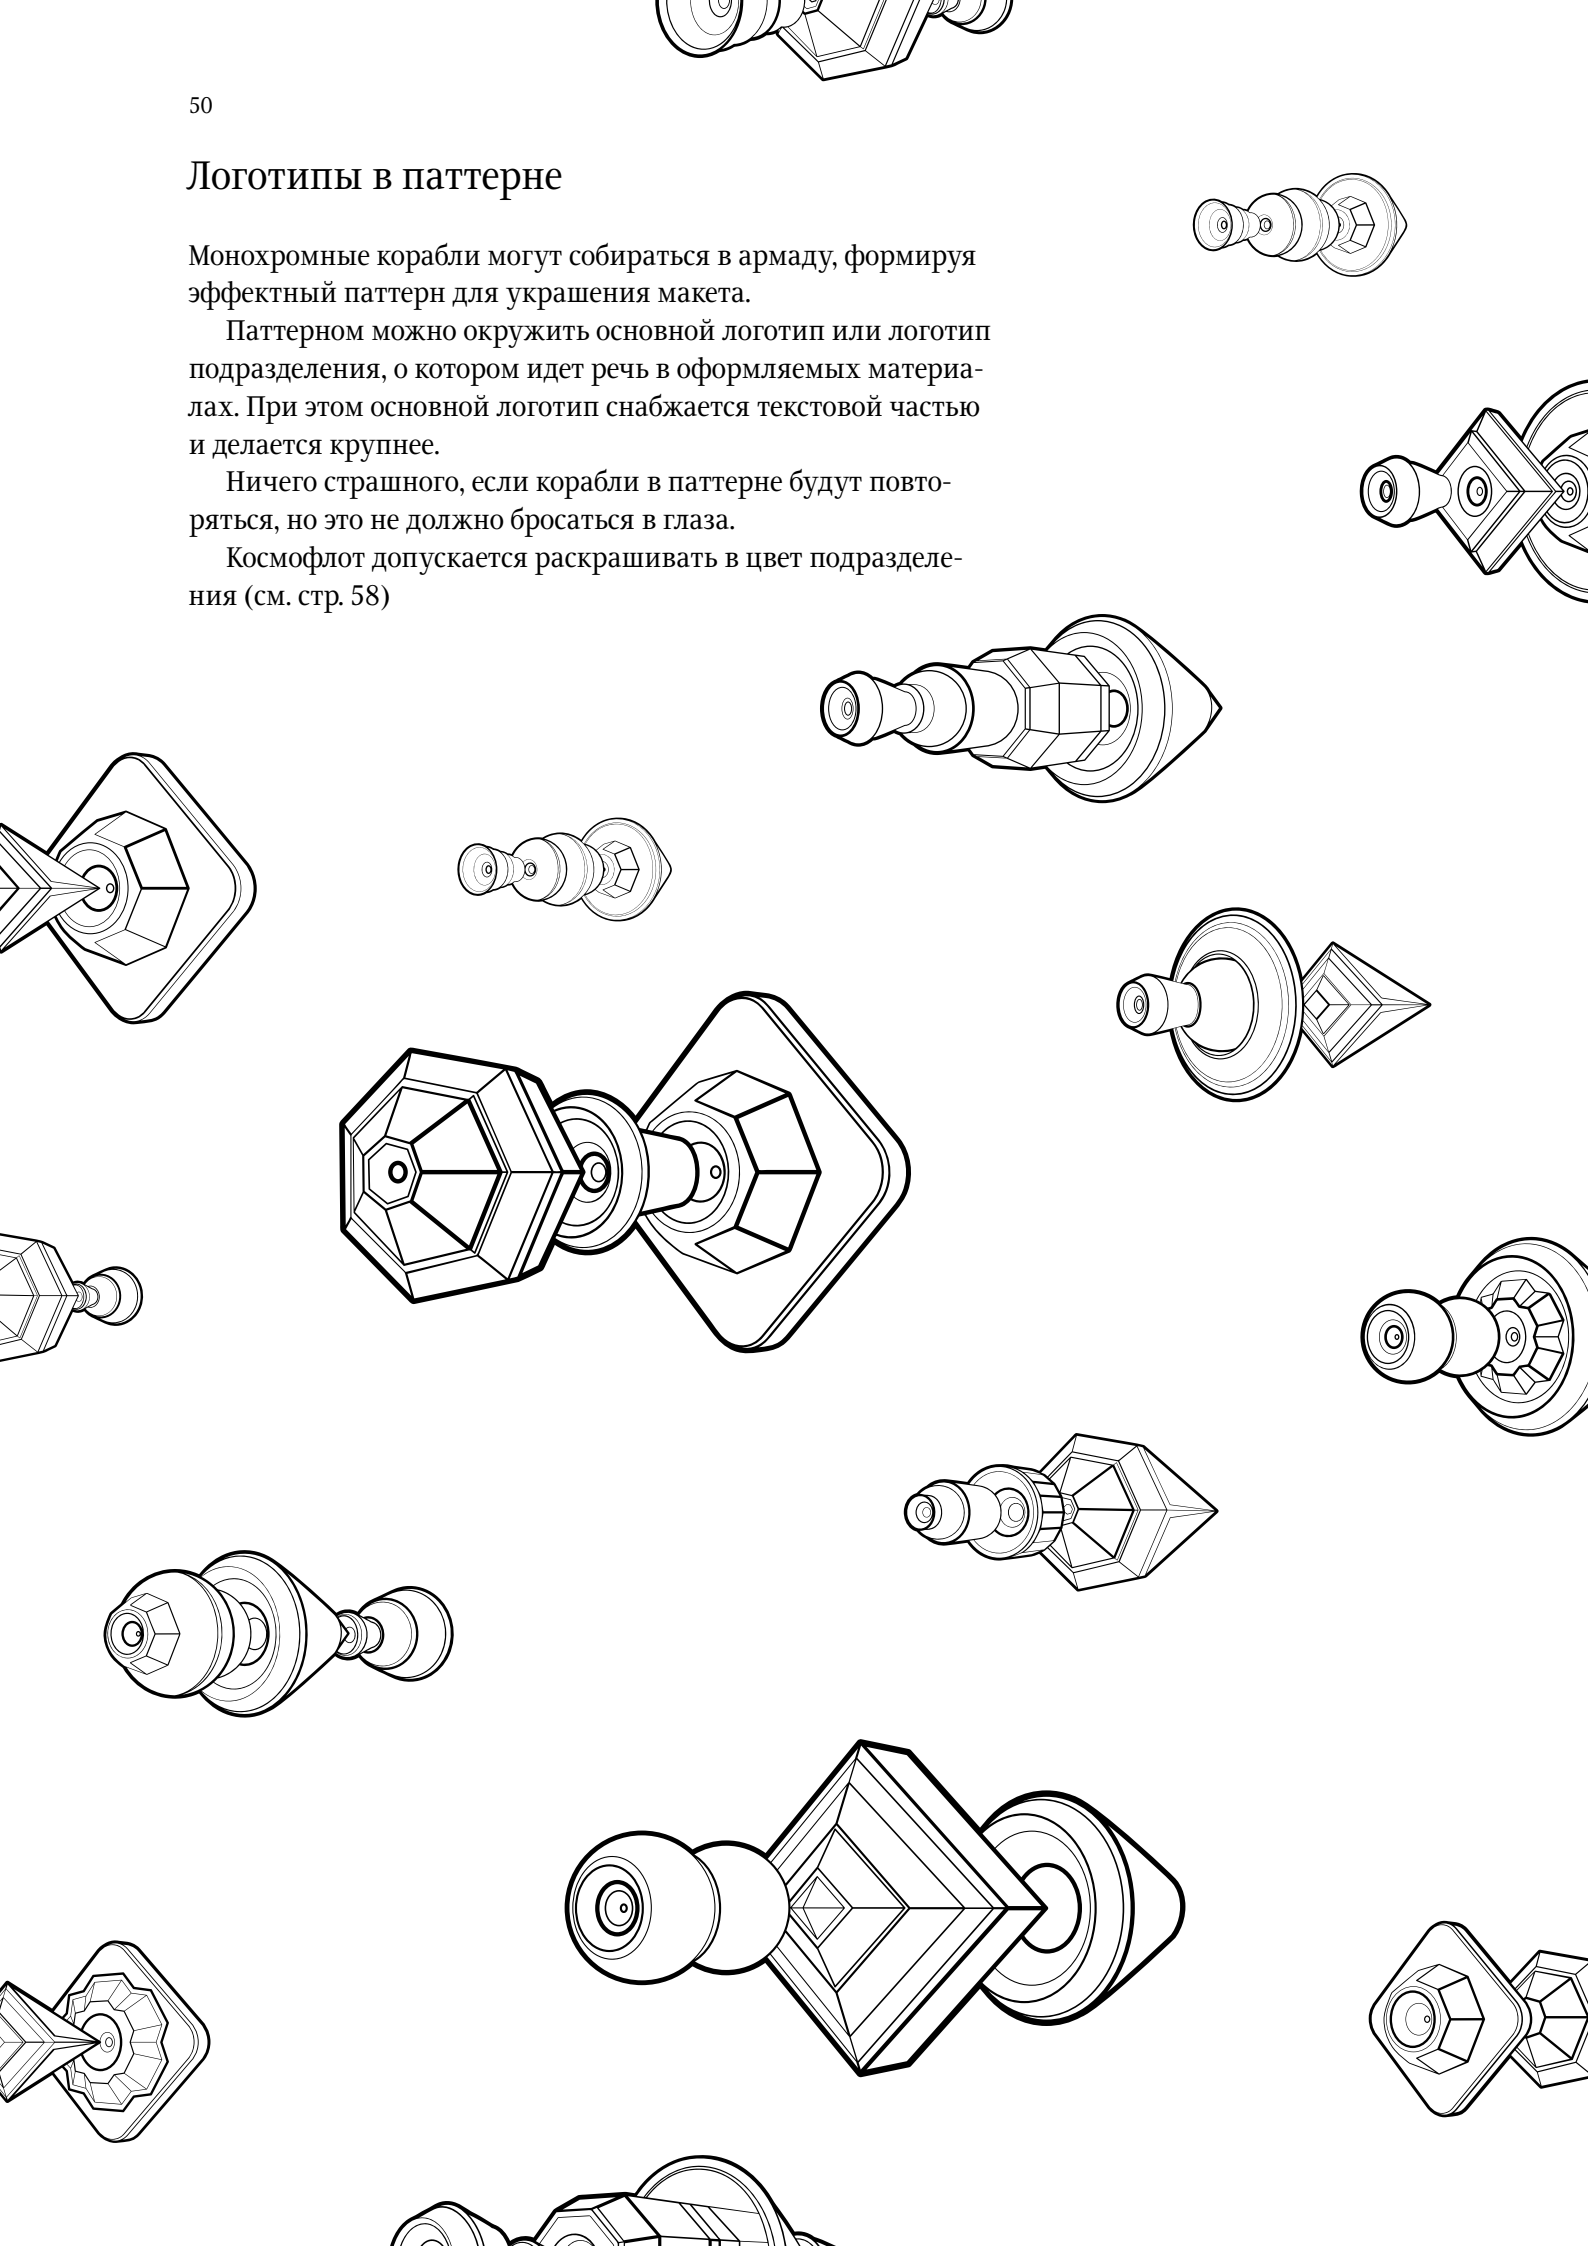 50
Логотипы в паттерне
Монохромные корабли могут собираться в армаду, формируя
эффектный паттерн для украшения макета.
Паттерном можно окружить основной логотип или логотип
подразделения, о котором идет речь в оформляемых материа-
лах. При этом основной логотип снабжается текстовой частью
и делается крупнее.
Ничего страшного, если корабли в паттерне будут повто-
ряться, но это не должно бросаться в глаза.
Космофлот допускается раскрашивать в цвет подразделе-
ния (см. стр. 58)